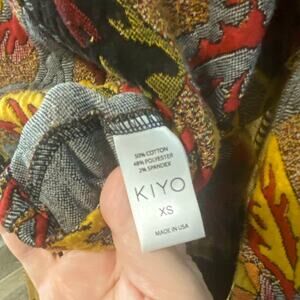 50% COTTON
48% POLYESTER
2% SPANDEX
KIYO
XS
MADE IN USA